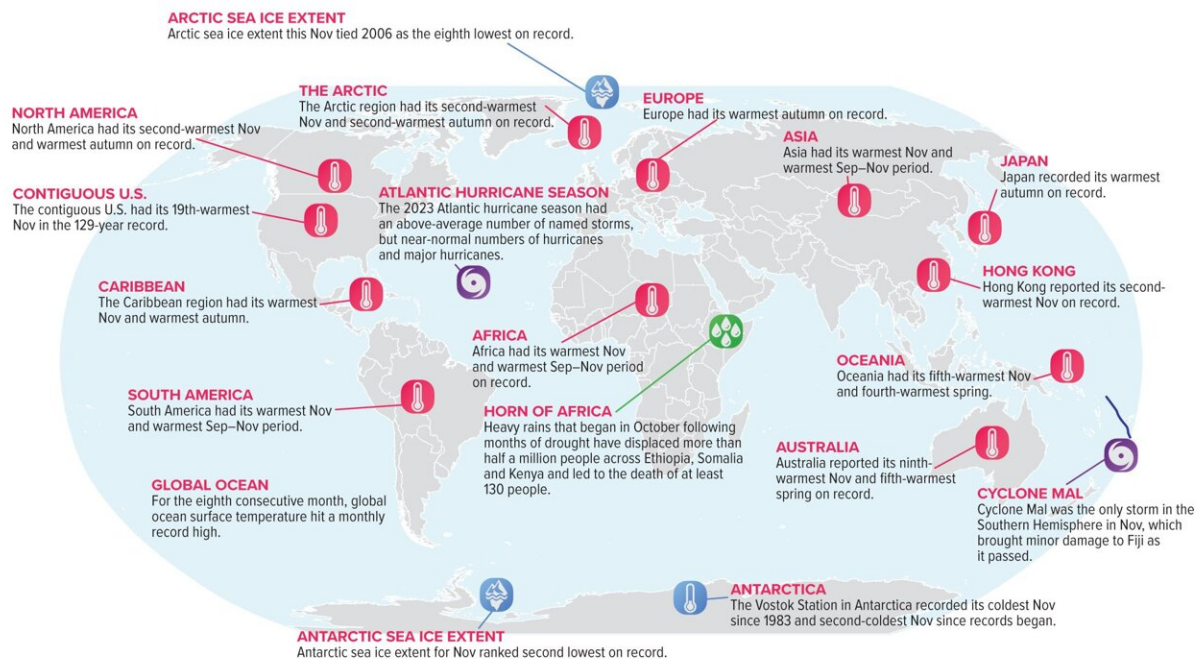 ARCTIC SEA ICE EXTENT
Arctic sea ice extent this Nov tied 2006 as the eighth lowest on record.
THE ARCTIC
The Arctic region had its second-warmest
Nov and second-warmest autumn on record.
EUROPE
Europe had its warmest autumn on record.
NORTH AMERICA
North America had its second-warmest Nov
and warmest autumn on record.
ASIA
Asia had its warmest Nov and
warmest Sep–Nov period.
JAPAN
Japan recorded its warmest
autumn on record.
CONTIGUOUS U.S.
The contiguous U.S. had its 19th-warmest
Nov in the 129-year record.
ATLANTIC HURRICANE SEASON
The 2023 Atlantic hurricane season had
an above-average number of named storms,
but near-normal numbers of hurricanes
and major hurricanes.
HONG KONG
Hong Kong reported its second-
warmest Nov on record.
CARIBBEAN
The Caribbean region had its warmest
Nov and warmest autumn.
AFRICA
Africa had its warmest Nov
and warmest Sep–Nov period
on record.
OCEANIA
Oceania had its fifth-warmest Nov
and fourth-warmest spring.
SOUTH AMERICA
South America had its warmest Nov
and warmest Sep–Nov period.
HORN OF AFRICA
Heavy rains that began in October following
months of drought have displaced more than
half a million people across Ethiopia, Somalia
and Kenya and led to the death of at least
130 people.
AUSTRALIA
Australia reported its ninth-
warmest Nov and fifth-warmest
spring on record.
GLOBAL OCEAN
For the eighth consecutive month, global
ocean surface temperature hit a monthly
record high.
CYCLONE MAL
Cyclone Mal was the only storm in the
Southern Hemisphere in Nov, which
brought minor damage to Fiji as
it passed.
ANTARCTICA
The Vostok Station in Antarctica recorded its coldest Nov
since 1983 and second-coldest Nov since records began.
ANTARCTIC SEA ICE EXTENT
Antarctic sea ice extent for Nov ranked second lowest on record.